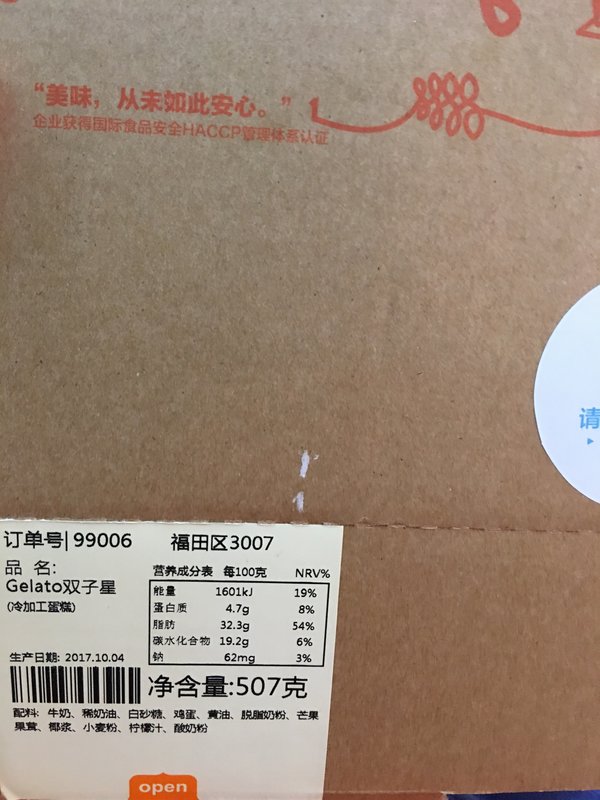 “美味，从未如此安心。”
企业获得国际食品安全HACCP管理体系认证
请
订单号|99006 福田区3007
品 名:
Gelato双子星
(冷加工蛋糕)
生产日期: 2017.10.04
营养成分表 每100克 NRV%
能量 1601kJ 19%
蛋白质 4.7g 8%
脂肪 32.3g 54%
碳水化合物 19.2g 6%
钠 62mg 3%
净含量:507克
配料: 牛奶、稀奶油、白砂糖、鸡蛋、黄油、脱脂奶粉、芒果
果茸、椰浆、小麦粉、柠檬汁、酸奶粉
open